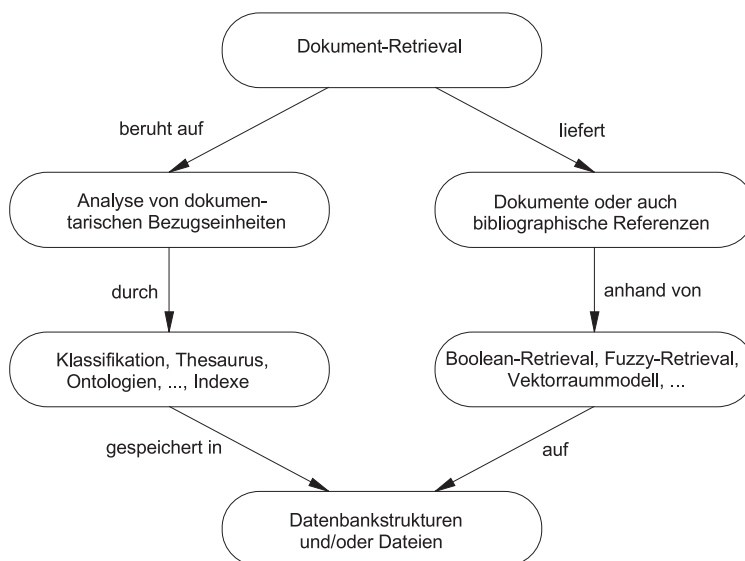 Dokument-Retrieval
beruht auf
liefert
Analyse von dokumen-
tarischen Bezugseinheiten
Dokumente oder auch
bibliographische Referenzen
durch
anhand von
Klassifikation, Thesaurus,
Ontologien, ..., Indexe
Boolean-Retrieval, Fuzzy-Retrieval,
Vektorraummodell, ...
gespeichert in
auf
Datenbankstrukturen
und/oder Dateien